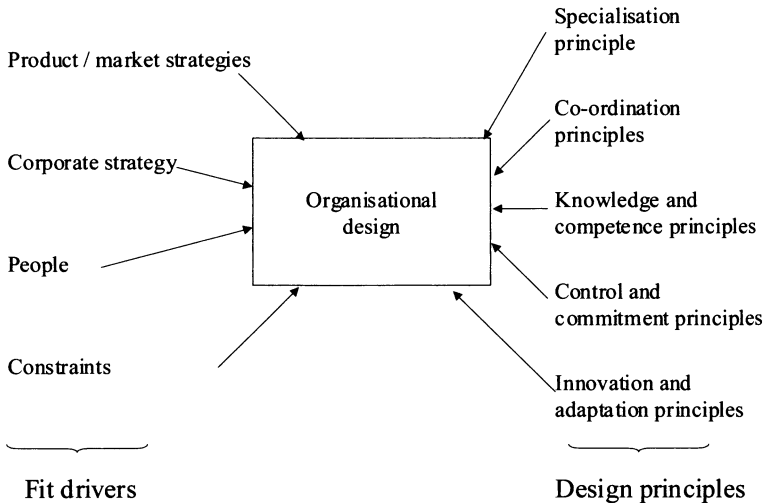 Product / market strategies
Corporate strategy
People
Constraints
Fit drivers
Organisational
design
Specialisation
principle
Co-ordination
principles
Knowledge and
competence principles
Control and
commitment principles
Innovation and
adaptation principles
Design principles